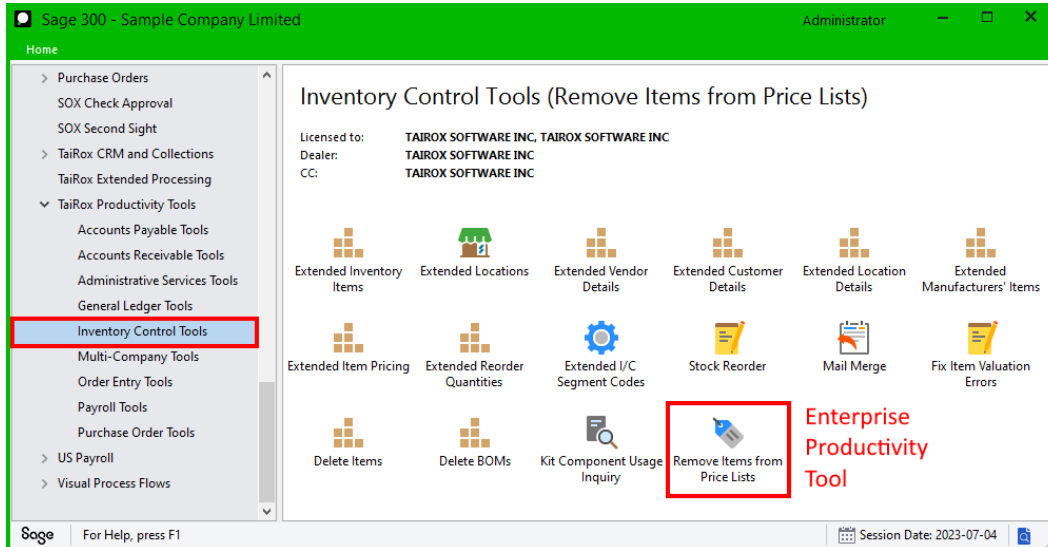 Sage 300 - Sample Company Limited
Administrator
Home
Purchase Orders
SOX Check Approval
SOX Second Sight
TaiRox CRM and Collections
TaiRox Extended Processing
TaiRox Productivity Tools
Accounts Payable Tools
Accounts Receivable Tools
Administrative Services Tools
General Ledger Tools
Inventory Control Tools
Multi-Company Tools
Order Entry Tools
Payroll Tools
Purchase Order Tools
US Payroll
Visual Process Flows
Inventory Control Tools (Remove Items from Price Lists)
Licensed to: TAIROX SOFTWARE INC, TAIROX SOFTWARE INC
Dealer: TAIROX SOFTWARE INC
CC: TAIROX SOFTWARE INC
Extended Inventory
Items
Extended Locations
Extended Vendor
Details
Extended Customer
Details
Extended Location
Details
Extended
Manufacturers' Items
Extended Item Pricing
Extended Reorder
Quantities
Extended I/C
Segment Codes
Stock Reorder
Mail Merge
Fix Item Valuation
Errors
Delete Items
Delete BOMs
Kit Component Usage
Inquiry
Remove Items from
Price Lists
Enterprise
Productivity
Tool
Sage
For Help, press F1
Session Date: 2023-07-04